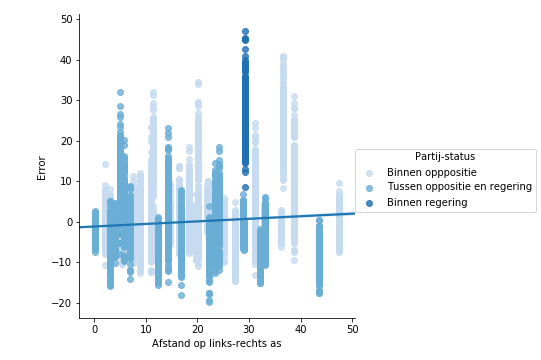 50
40
30
20
10
0
−10
−20
Error
0 10 20 30 40 50
Afstand op links-rechts as
Partij-status
Binnen opppositie
Tussen oppositie en regering
Binnen regering